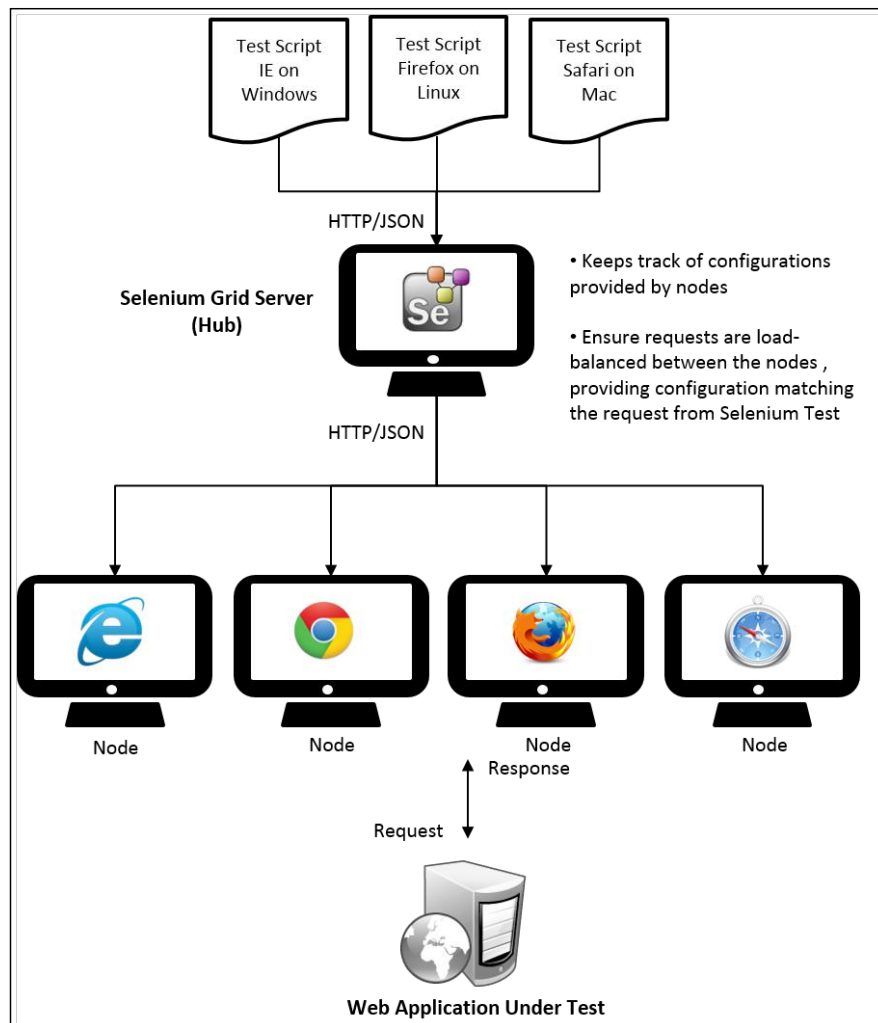 Test Script
IE on
Windows
Test Script
Firefox on
Linux
Test Script
Safari on
Mac
HTTP/JSON
Selenium Grid Server
(Hub)
Se
• Keeps track of configurations
provided by nodes
• Ensure requests are load-
balanced between the nodes ,
providing configuration matching
the request from Selenium Test
HTTP/JSON
Node
Node
Node
Node
Response
Request
Web Application Under Test